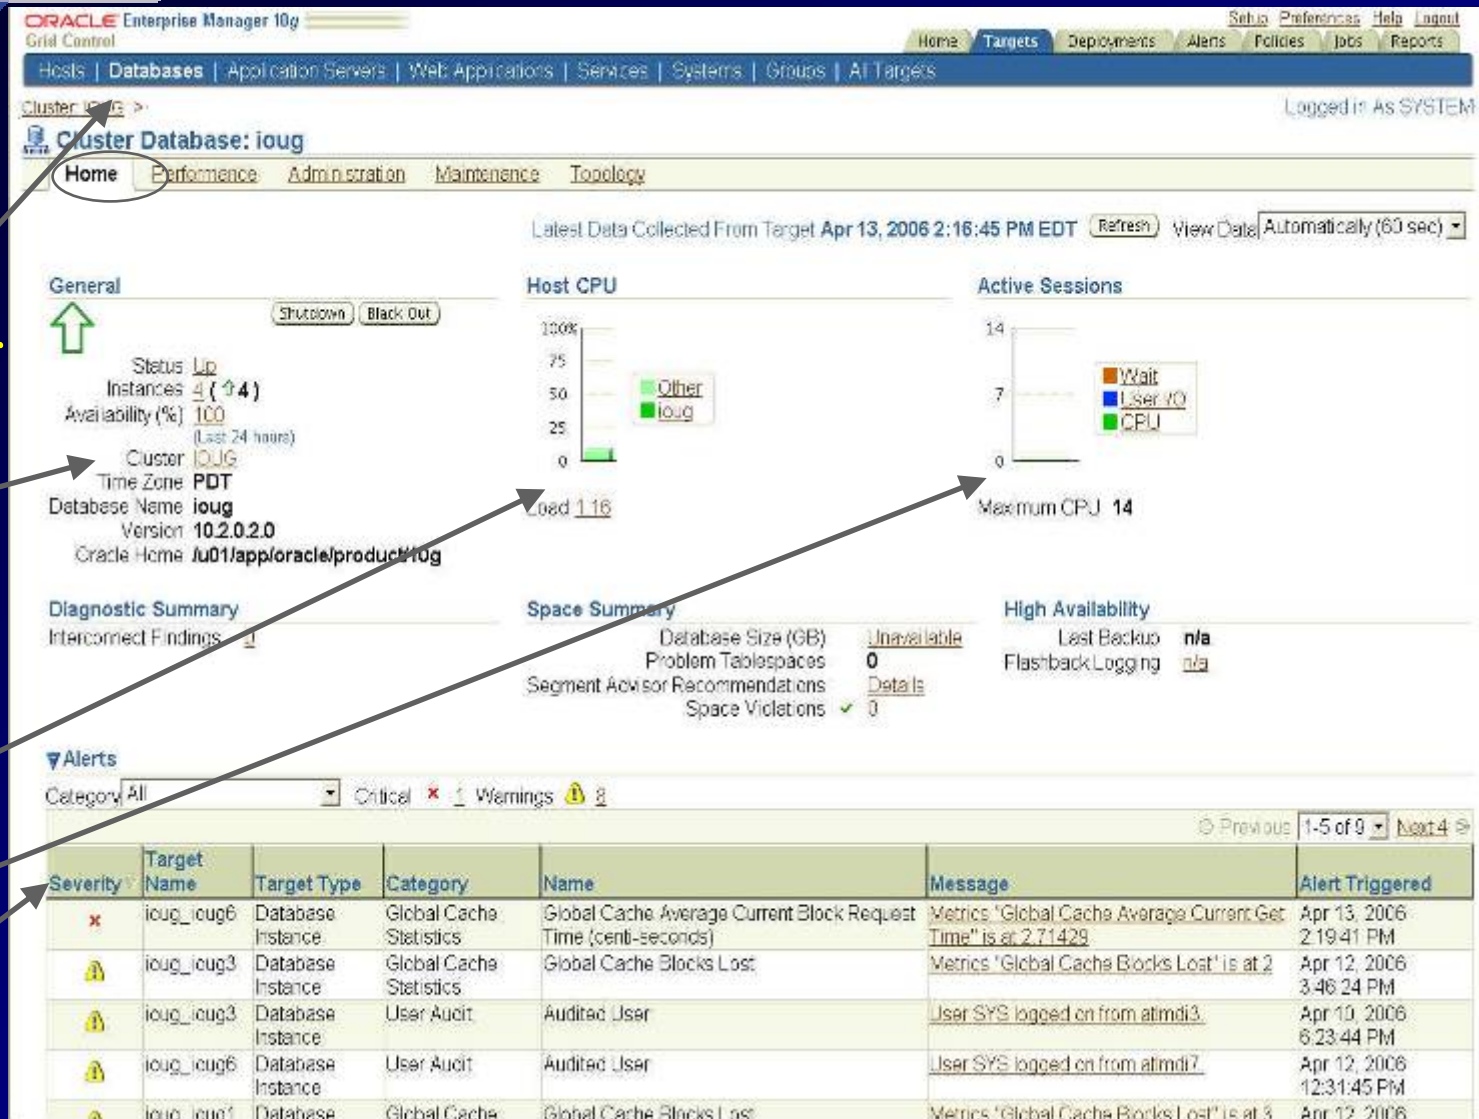 ORACLE Enterprise Manager 10g
Grid Control
Setup Preferences Help Logout
Home Targets Deployments Alerts Policies Jobs Reports
Hosts | Databases | Application Servers | Web Applications | Services | Systems | Groups | All Targets
Cluster: IOUG >
Logged in As SYSTEM
Cluster Database: ioug
Home Performance Administration Maintenance Topology
Latest Data Collected From Target Apr 13, 2006 2:16:45 PM EDT Refresh View Data Automatically (60 sec)
General
Shutdown Black Out
Status Up
Instances 4 ( 4 )
Availability (%) 100
(Last 24 hours)
Cluster IOUG
Time Zone PDT
Database Name ioug
Version 10.2.0.2.0
Oracle Home /u01/app/oracle/product/10g
Host CPU
100%
75
50
25
0
Other
ioug
Load 1.16
Active Sessions
14
7
0
Wait
User I/O
CPU
Maximum CPU 14
Diagnostic Summary
Interconnect Findings 0
Space Summary
Database Size (GB) Unavailable
Problem Tablespaces 0
Segment Advisor Recommendations Details
Space Violations 0
High Availability
Last Backup n/a
Flashback Logging n/a
Alerts
Category All Critical 1 Warnings 8
Previous 1-5 of 9 Next 4
Severity Target Name Target Type Category Name Message Alert Triggered
ioug_ioug6 Database Instance Global Cache Statistics Global Cache Average Current Block Request Time (centi-seconds) Metrics "Global Cache Average Current Get Time" is at 2.71429 Apr 13, 2006 2:19:41 PM
ioug_ioug3 Database Instance Global Cache Statistics Global Cache Blocks Lost Metrics "Global Cache Blocks Lost" is at 2 Apr 12, 2006 3:46:24 PM
ioug_ioug3 Database Instance User Audit Audited User User SYS logged on from atlmdi3. Apr 10, 2006 6:23:44 PM
ioug_ioug6 Database Instance User Audit Audited User User SYS logged on from atlmdi7. Apr 12, 2006 12:31:45 PM
ioug_ioug1 Database Global Cache Global Cache Blocks Lost Metrics "Global Cache Blocks Lost" is at 3 Apr 12, 2006